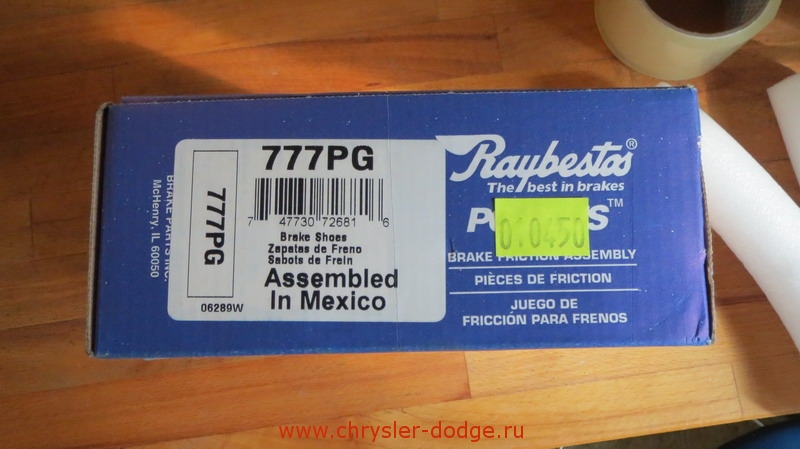 777PG
777PG
7 47730 72681 6
Brake Shoes
Zapatas de Freno
Sabots de Frein
Assembled
In Mexico
06289W
BRAKE PARTS INC.
McHenry, IL 60050
Raybestos®
The best in brakes
TM
010450
BRAKE FRICTION ASSEMBLY
PIÈCES DE FRICTION
JUEGO DE
FRICCIÓN PARA FRENOS
www.chrysler-dodge.ru